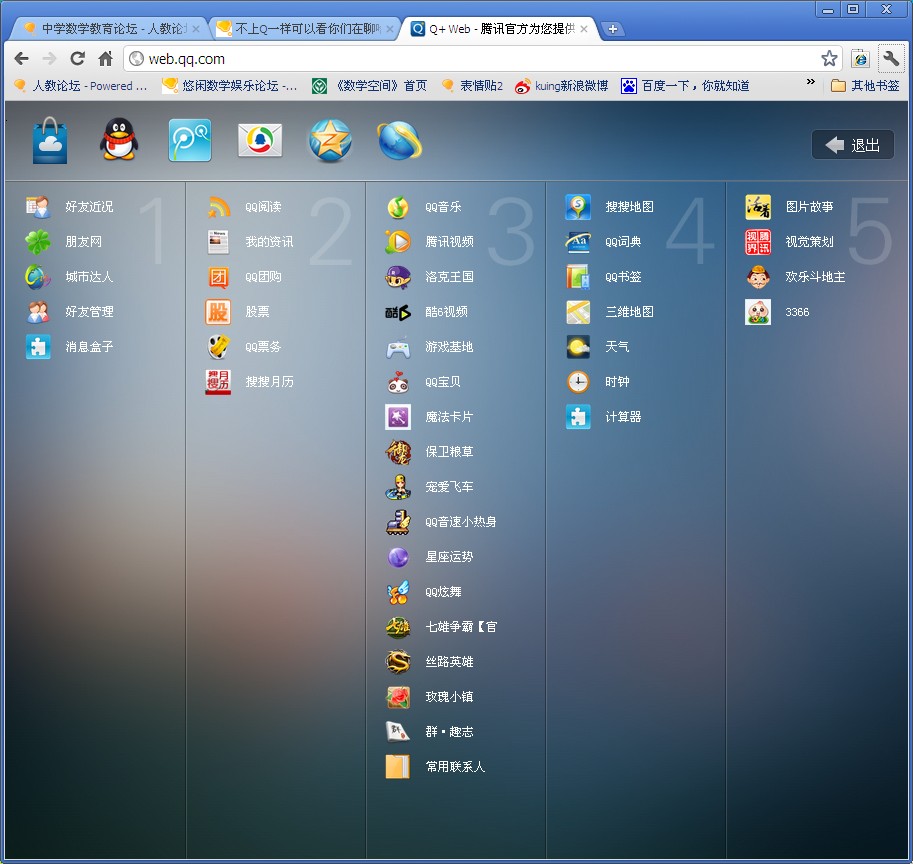 中学数学教育论坛 - 人教论坛
不上Q一样可以看你们在聊啥
Q+ Web - 腾讯官方为您提供
web.qq.com
人教论坛 - Powered ...
悠闲数学娱乐论坛 -...
《数学空间》首页
表情贴2
kuing新浪微博
百度一下，你就知道
»
其他书签
退出
1
好友近况
朋友网
城市达人
好友管理
消息盒子
2
QQ阅读
我的资讯
QQ团购
股票
QQ票务
搜搜月历
3
QQ音乐
腾讯视频
洛克王国
酷6视频
游戏基地
QQ宝贝
魔法卡片
保卫粮草
宠爱飞车
QQ音速小热身
星座运势
QQ炫舞
七雄争霸【官
丝路英雄
玫瑰小镇
群·趣志
常用联系人
4
搜搜地图
QQ词典
QQ书签
三维地图
天气
时钟
计算器
5
图片故事
视觉策划
欢乐斗地主
3366